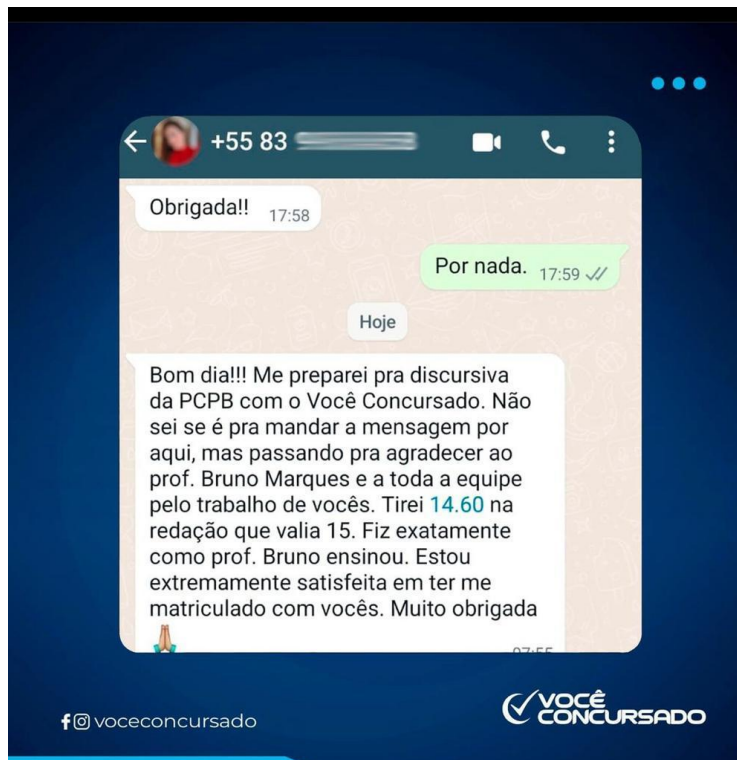 +55 83
Obrigada!! 17:58
Por nada. 17:59
Hoje
Bom dia!!! Me preparei pra discursiva
da PCPB com o Você Concursado. Não
sei se é pra mandar a mensagem por
aqui, mas passando pra agradecer ao
prof. Bruno Marques e a toda a equipe
pelo trabalho de vocês. Tirei 14.60 na
redação que valia 15. Fiz exatamente
como prof. Bruno ensinou. Estou
extremamente satisfeita em ter me
matriculado com vocês. Muito obrigada
🙏🏼
voceconcursado
VOCÊ
CONCURSADO